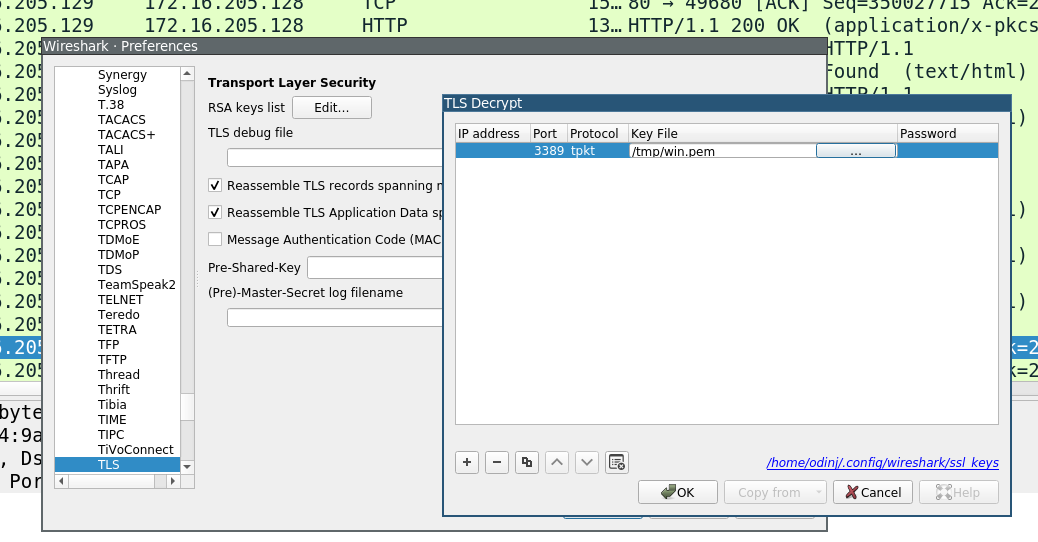 .205.129 172.16.205.128 TCP 15… 80 → 49680 [ACK] Seq=350027715 Ack=2
.205.129 172.16.205.128 HTTP 13… HTTP/1.1 200 OK (application/x-pkcs
Wireshark · Preferences
HTTP/1.1
Found (text/html)
HTTP/1.1
Synergy
Syslog
T.38
TACACS
TACACS+
TALI
TAPA
TCAP
TCP
TCPENCAP
TCPROS
TDMoE
TDMoP
TDS
TeamSpeak2
TELNET
Teredo
TETRA
TFP
TFTP
Thread
Thrift
Tibia
TIME
TIPC
TiVoConnect
TLS
Transport Layer Security
RSA keys list Edit…
TLS debug file
Reassemble TLS records spanning
Reassemble TLS Application Data sp
Message Authentication Code (MAC
Pre-Shared-Key
(Pre)-Master-Secret log filename
TLS Decrypt
IP address Port Protocol Key File Password
3389 tpkt /tmp/win.pem …
/home/odinj/.config/wireshark/ssl_keys
OK Copy from Cancel Help
k=2
k=2
byte
4:9a
, Ds
Por